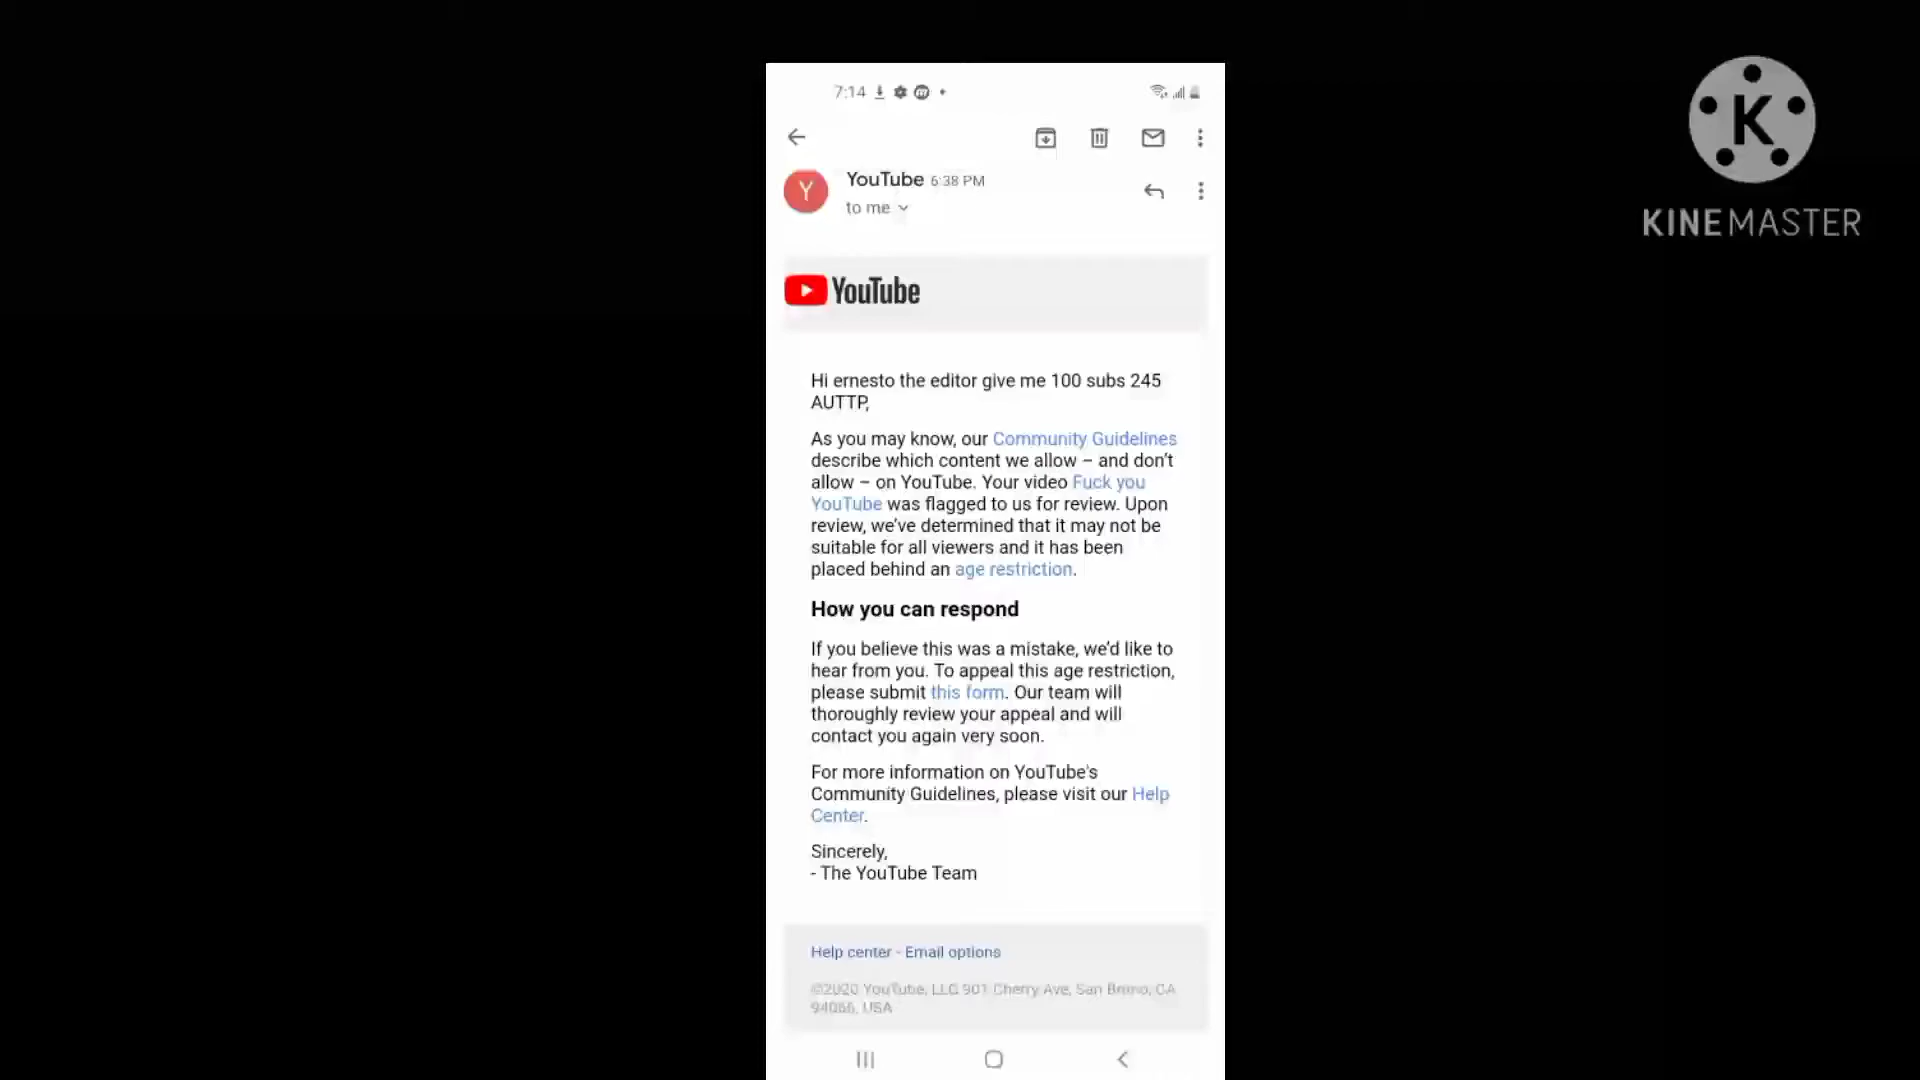 7:14
K
KINEMASTER
Y
YouTube 6:38 PM
to me
YouTube
Hi ernesto the editor give me 100 subs 245
AUTTP,
As you may know, our Community Guidelines
describe which content we allow – and don't
allow – on YouTube. Your video Fuck you
YouTube was flagged to us for review. Upon
review, we've determined that it may not be
suitable for all viewers and it has been
placed behind an age restriction.
How you can respond
If you believe this was a mistake, we'd like to
hear from you. To appeal this age restriction,
please submit this form. Our team will
thoroughly review your appeal and will
contact you again very soon.
For more information on YouTube's
Community Guidelines, please visit our Help
Center.
Sincerely,
- The YouTube Team
Help center - Email options
©2020 YouTube, LLC 901 Cherry Ave, San Bruno, CA
94066, USA